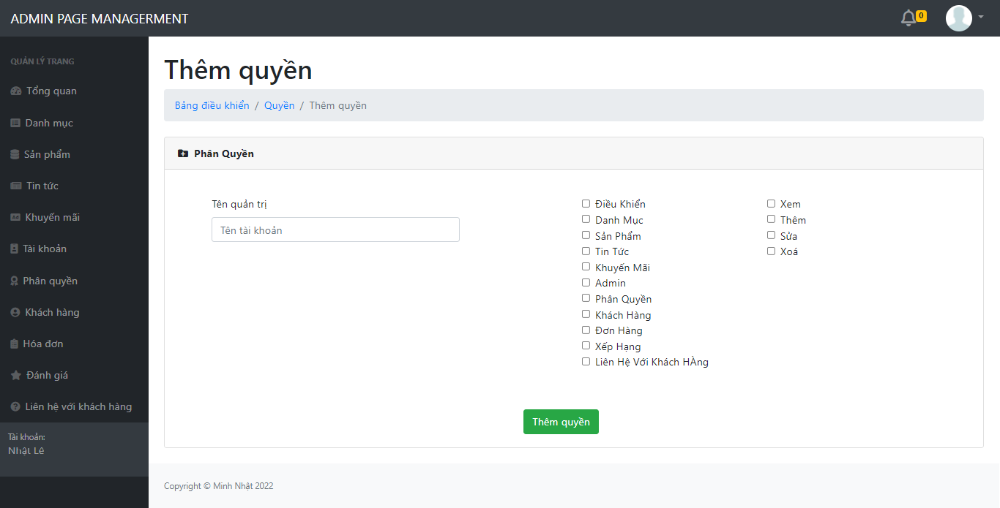 ADMIN PAGE MANAGERMENT
0
QUẢN LÝ TRANG
Tổng quan
Danh mục
Sản phẩm
Tin tức
Khuyến mãi
Tài khoản
Phân quyền
Khách hàng
Hóa đơn
Đánh giá
Liên hệ với khách hàng
Tài khoản:
Nhật Lê
Thêm quyền
Bảng điều khiển / Quyền / Thêm quyền
Phân Quyền
Tên quản trị
Tên tài khoản
Điều Khiển
Danh Mục
Sản Phẩm
Tin Tức
Khuyến Mãi
Admin
Phân Quyền
Khách Hàng
Đơn Hàng
Xếp Hạng
Liên Hệ Với Khách HÀng
Xem
Thêm
Sửa
Xoá
Thêm quyền
Copyright © Minh Nhật 2022